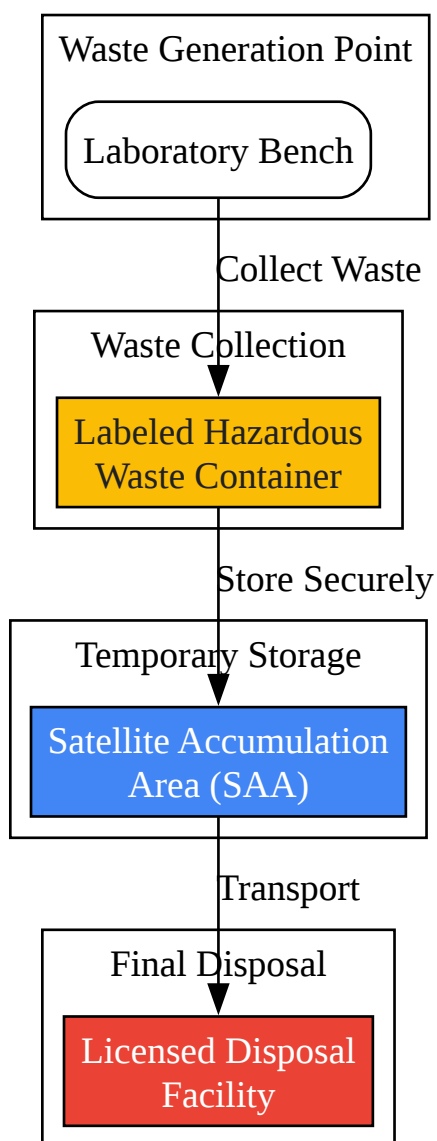 Waste Generation Point
Laboratory Bench
Collect Waste
Waste Collection
Labeled Hazardous
Waste Container
Store Securely
Temporary Storage
Satellite Accumulation
Area (SAA)
Transport
Final Disposal
Licensed Disposal
Facility